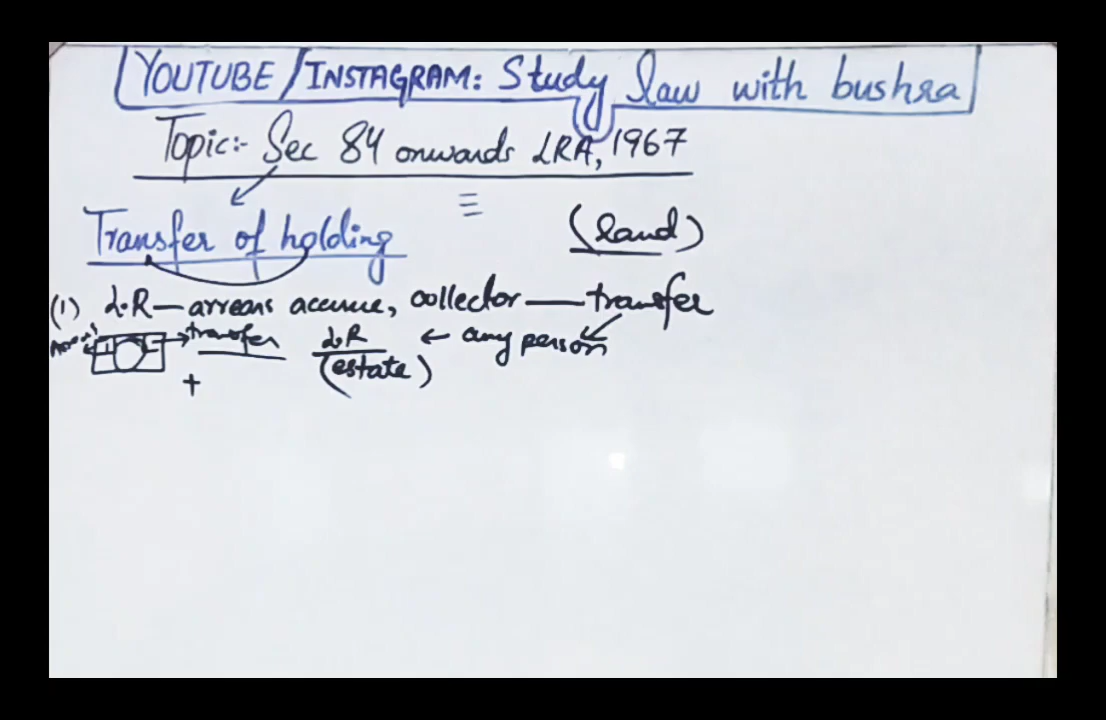 YOUTUBE/INSTAGRAM: Study law with bushra
Topic:- Sec 84 onwards LRA, 1967
Transfer of holding (land)
(1) L.R — arrears accrue, collector — transfer
transfer L.R ← any person
(estate)
+